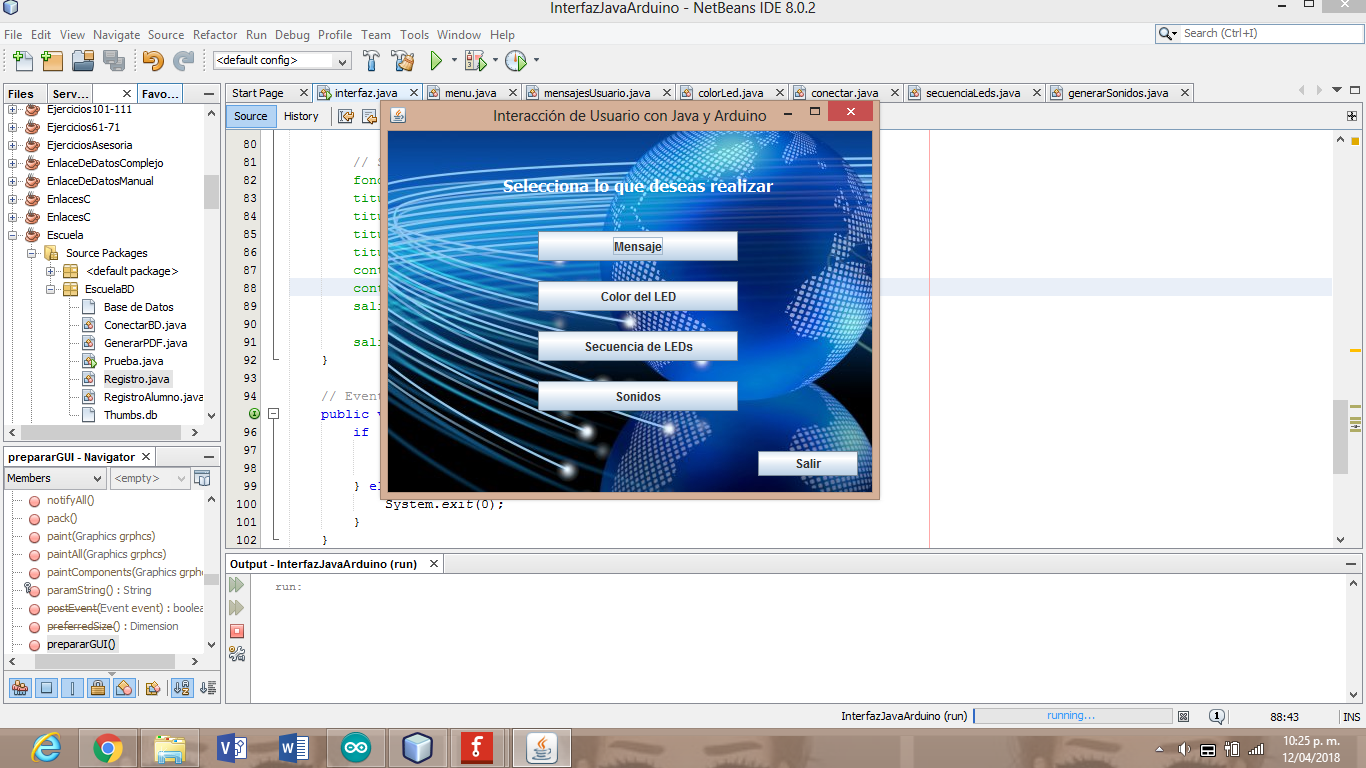 InterfazJavaArduino - NetBeans IDE 8.0.2
File Edit View Navigate Source Refactor Run Debug Profile Team Tools Window Help
Search (Ctrl+I)
<default config>
Files Serv... Favo...
Start Page interfaz.java menu.java mensajesUsuario.java colorLed.java conectar.java secuenciaLeds.java generarSonidos.java
Source History
Ejercicios101-111
Ejercicios61-71
EjerciciosAsesoria
EnlaceDeDatosComplejo
EnlaceDeDatosManual
EnlacesC
EnlacesC
Escuela
Source Packages
<default package>
EscuelaBD
Base de Datos
ConectarBD.java
GenerarPDF.java
Prueba.java
Registro.java
RegistroAlumno.java
Thumbs.db
80
81 //
82 fond
83 titu
84 titu
85 titu
86 titu
87 cont
88 cont
89 sali
90
91 sali
92 }
93
94 // Event
public v
96 if
97
98
99 } el
100 System.exit(0);
101 }
102 }
Interacción de Usuario con Java y Arduino
Selecciona lo que deseas realizar
Mensaje
Color del LED
Secuencia de LEDs
Sonidos
Salir
prepararGUI - Navigator
Members <empty>
notifyAll()
pack()
paint(Graphics grphcs)
paintAll(Graphics grphcs)
paintComponents(Graphics grphc
paramString() : String
postEvent(Event event) : boolea
preferredSize() : Dimension
prepararGUI()
Output - InterfazJavaArduino (run)
run:
InterfazJavaArduino (run) running... 1 88:43 INS
10:25 p. m.
12/04/2018